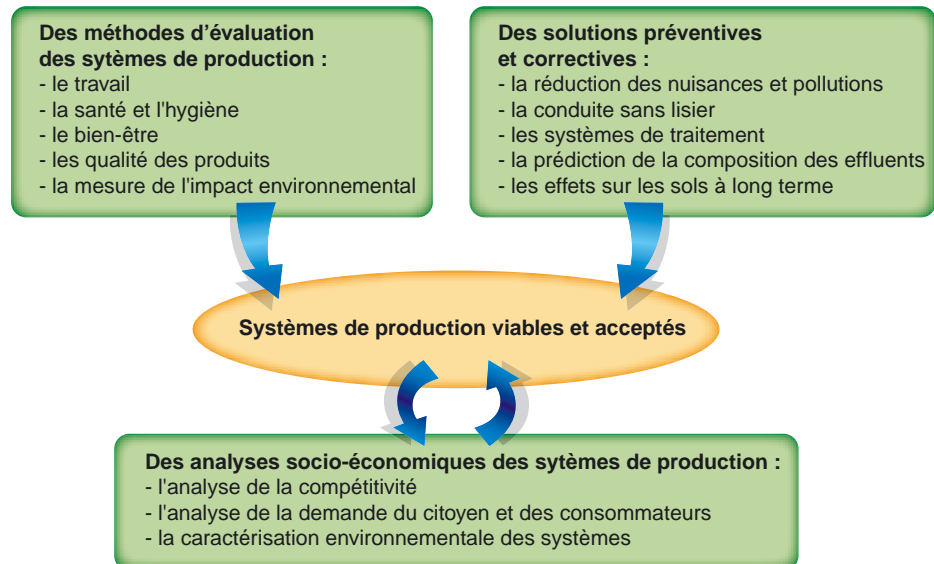 Des méthodes d'évaluation
des sytèmes de production :
- le travail
- la santé et l'hygiène
- le bien-être
- les qualité des produits
- la mesure de l'impact environnemental
Des solutions préventives
et correctives :
- la réduction des nuisances et pollutions
- la conduite sans lisier
- les systèmes de traitement
- la prédiction de la composition des effluents
- les effets sur les sols à long terme
Systèmes de production viables et acceptés
Des analyses socio-économiques des sytèmes de production :
- l'analyse de la compétitivité
- l'analyse de la demande du citoyen et des consommateurs
- la caractérisation environnementale des systèmes